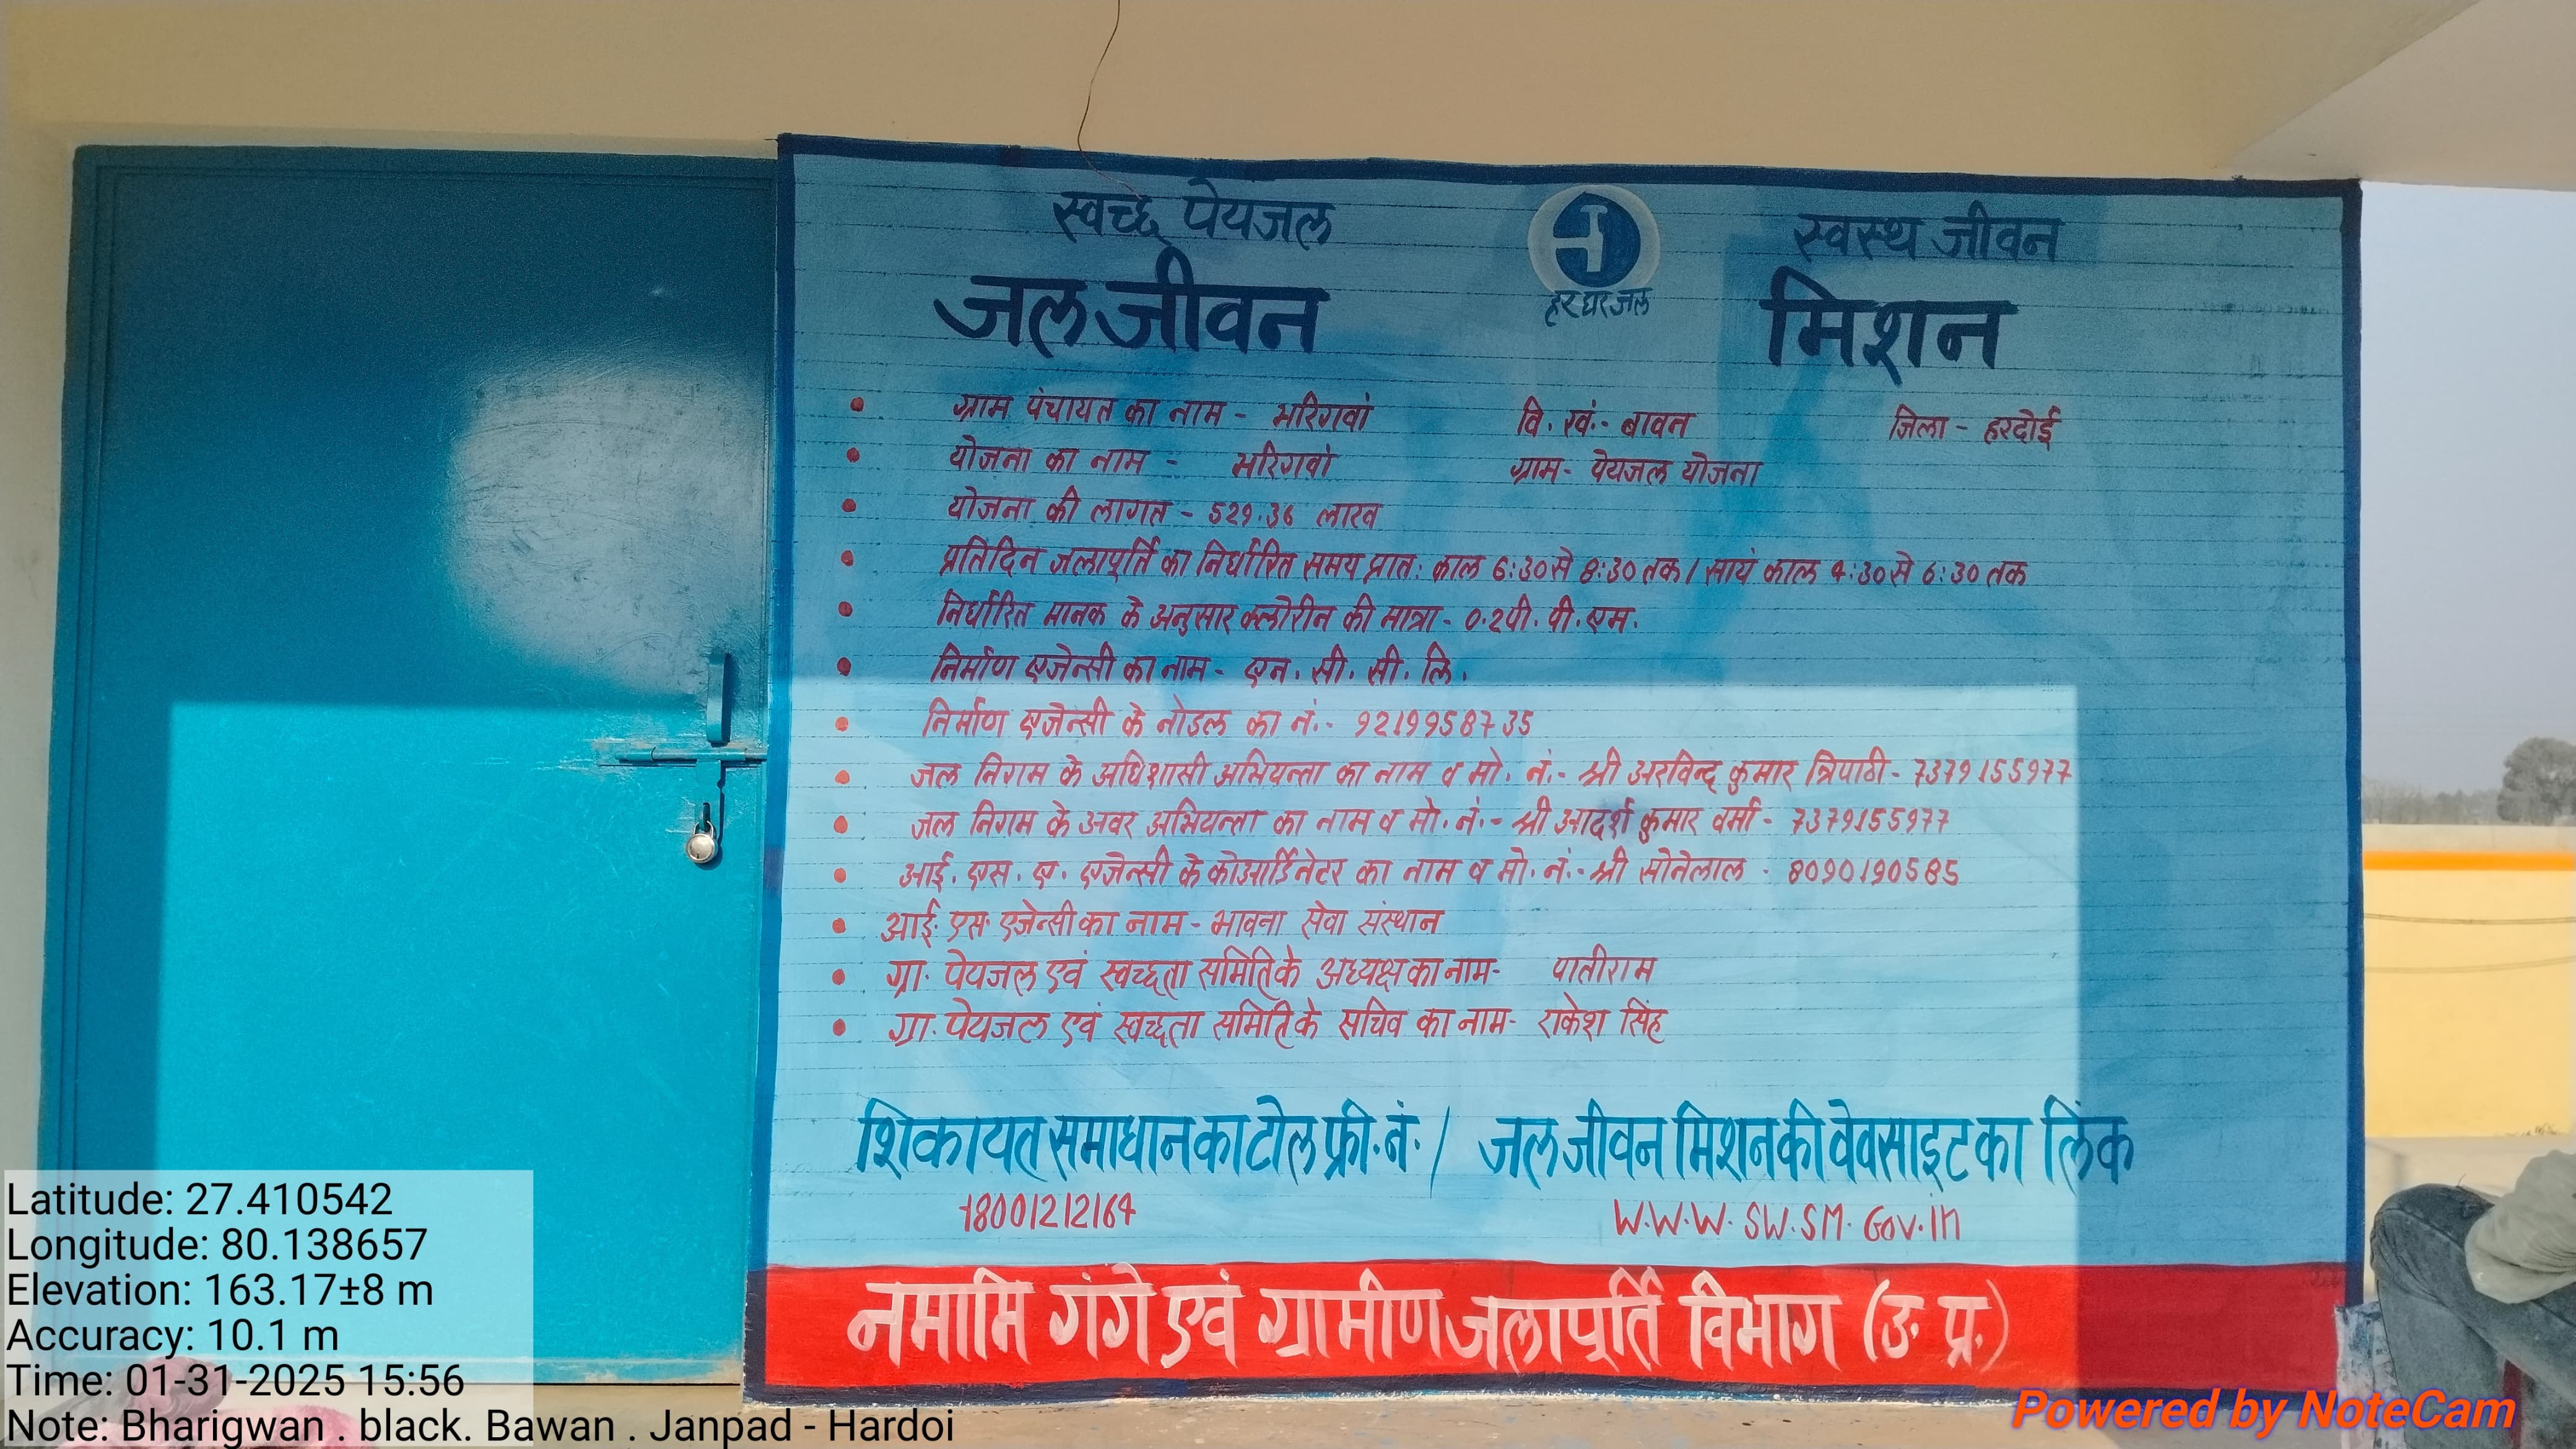 स्वच्छ पेयजल
स्वस्थ जीवन
हर घर जल
जल जीवन मिशन
• ग्राम पंचायत का नाम - भरिगवां वि. खं.- बावन जिला - हरदोई
• योजना का नाम - भरिगवां ग्राम- पेयजल योजना
• योजना की लागत - 529.36 लाख
• प्रतिदिन जलापूर्ति का निर्धारित समय प्रात: काल 6:30 से 8:30 तक / सायं काल 4:30 से 6:30 तक
• निर्धारित मानक के अनुसार क्लोरीन की मात्रा - 0.2 पी. पी. एम.
• निर्माण एजेन्सी का नाम - एन. सी. सी. लि.
• निर्माण एजेन्सी के नोडल का नं.- 9219958735
• जल निगम के अधिशासी अभियन्ता का नाम व मो. नं.- श्री अरविन्द कुमार त्रिपाठी - 7379155977
• जल निगम के अवर अभियन्ता का नाम व मो. नं.- श्री आदर्श कुमार वर्मा - 7379155977
• आई. एस. ए. एजेन्सी के कोआर्डिनेटर का नाम व मो. नं.- श्री सोनेलाल - 8090190585
• आई. एस. एजेन्सी का नाम - भावना सेवा संस्थान
• ग्रा. पेयजल एवं स्वच्छता समिति के अध्यक्ष का नाम- पातीराम
• ग्रा. पेयजल एवं स्वच्छता समिति के सचिव का नाम- राकेश सिंह
शिकायत समाधान का टोल फ्री. नं. / जल जीवन मिशन की वेवसाइट का लिंक
18001212164 W.W.W. SW.SM. Gov.in
नमामि गंगे एवं ग्रामीण जलापूर्ति विभाग (उ. प्र.)
Latitude: 27.410542
Longitude: 80.138657
Elevation: 163.17±8 m
Accuracy: 10.1 m
Time: 01-31-2025 15:56
Note: Bharigwan . black. Bawan . Janpad - Hardoi
Powered by NoteCam